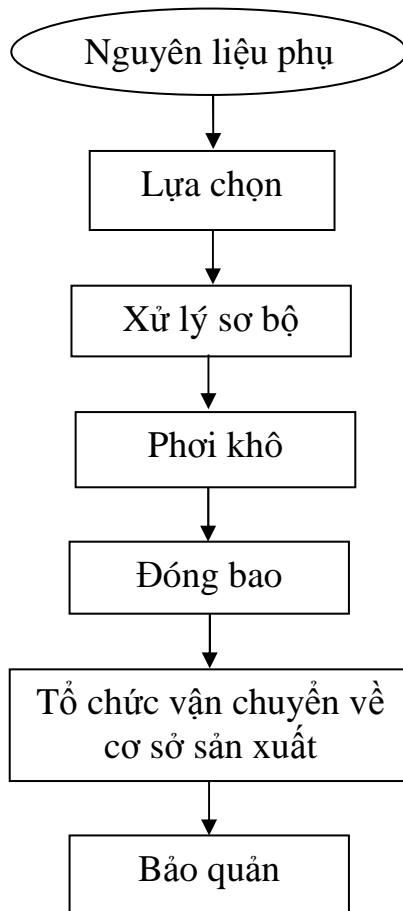 Nguyên liệu phụ
Lựa chọn
Xử lý sơ bộ
Phơi khô
Đóng bao
Tổ chức vận chuyển về
cơ sở sản xuất
Bảo quản